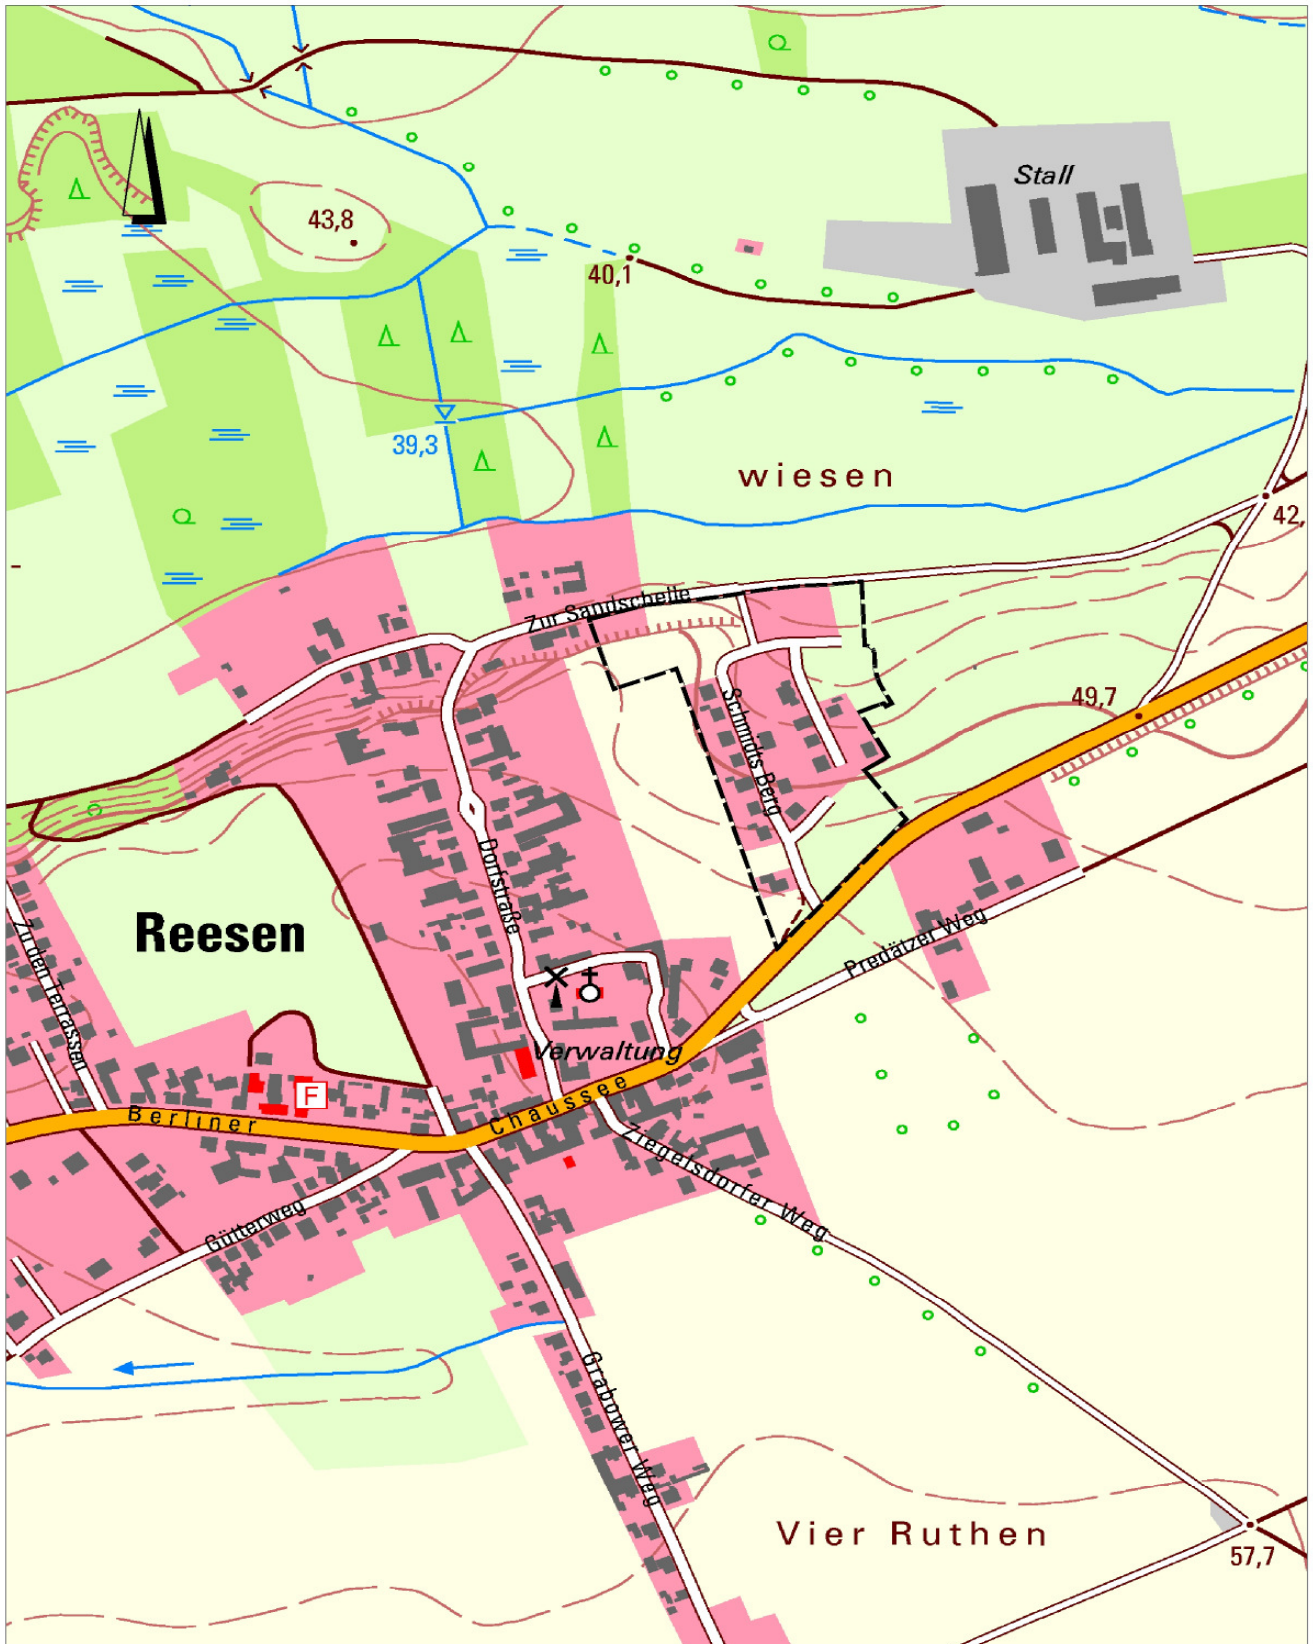 Stall
43,8
40,1
39,3
wiesen
42,
Zur Sandschelle
49,7
Schmidts Berg
Dorfstraße
Reesen
Zu den Terrassen
Predätzer Weg
Verwaltung
F
Berliner Chaussee
Ziegelsdorfer Weg
Gütterweg
Grabower Weg
Vier Ruthen
57,7